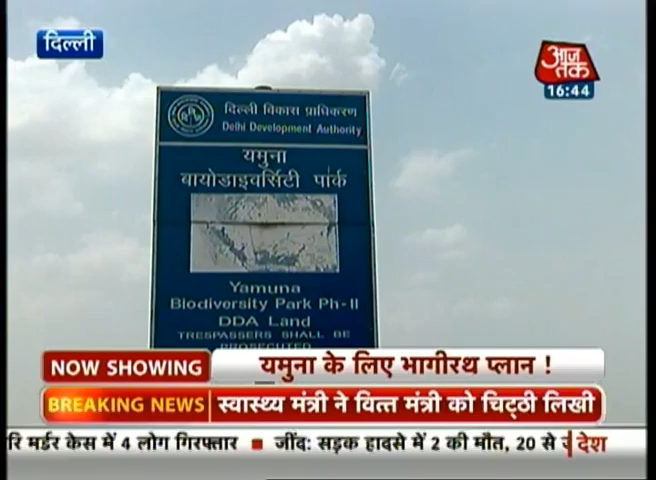 दिल्ली
आज तक
16:44
दिल्ली विकास प्राधिकरण
Delhi Development Authority
यमुना
बायोडाइवर्सिटी पार्क
Yamuna
Biodiversity Park Ph-II
DDA Land
TRESPASSERS SHALL BE
PROSECUTED
NOW SHOWING यमुना के लिए भागीरथ प्लान !
BREAKING NEWS स्वास्थ्य मंत्री ने वित्त मंत्री को चिट्ठी लिखी
रि मर्डर केस में 4 लोग गिरफ्तार ■ जींद: सड़क हादसे में 2 की मौत, 20 से देश